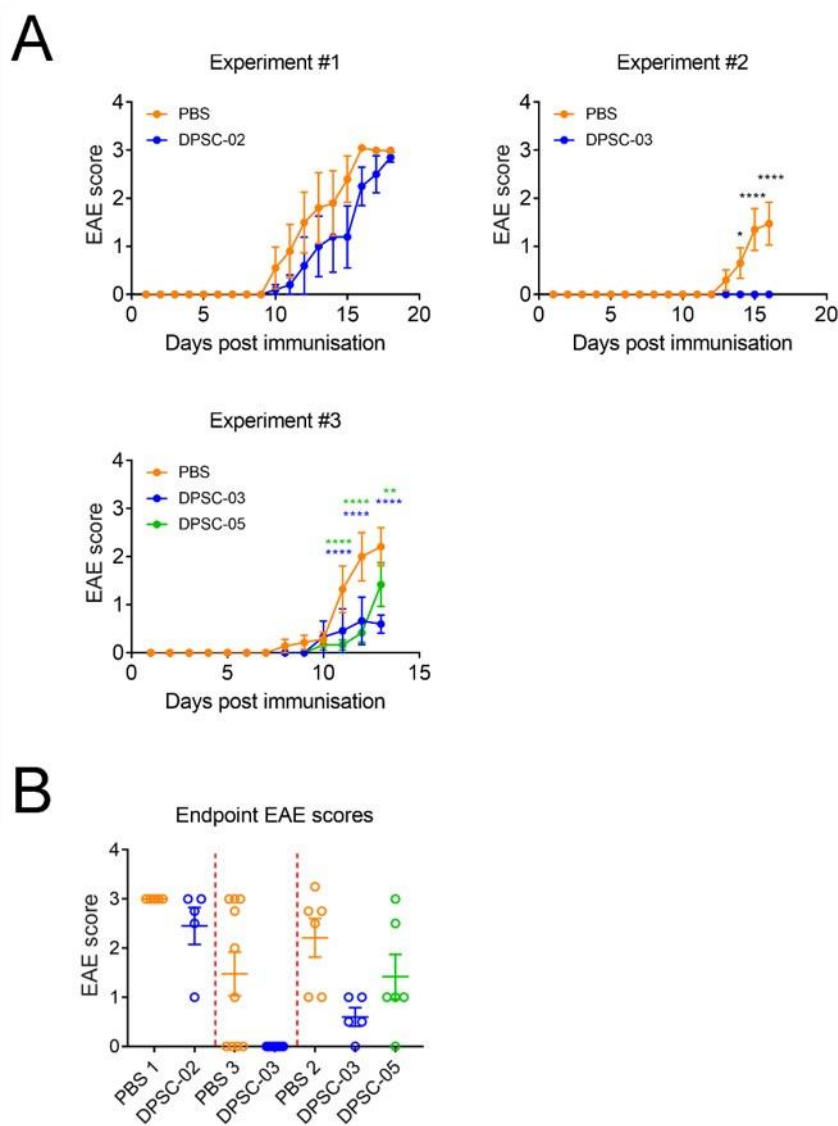 A
Experiment #1
PBS
DPSC-02
EAE score
4
3
2
1
0
0 5 10 15 20
Days post immunisation
Experiment #2
PBS
DPSC-03
EAE score
4
3
2
1
0
* **** ****
0 5 10 15 20
Days post immunisation
Experiment #3
PBS
DPSC-03
DPSC-05
EAE score
4
3
2
1
0
**** **** **
**** **** ****
0 5 10 15
Days post immunisation
B
Endpoint EAE scores
EAE score
4
3
2
1
0
PBS 1
DPSC-02
PBS 3
DPSC-03
PBS 2
DPSC-03
DPSC-05